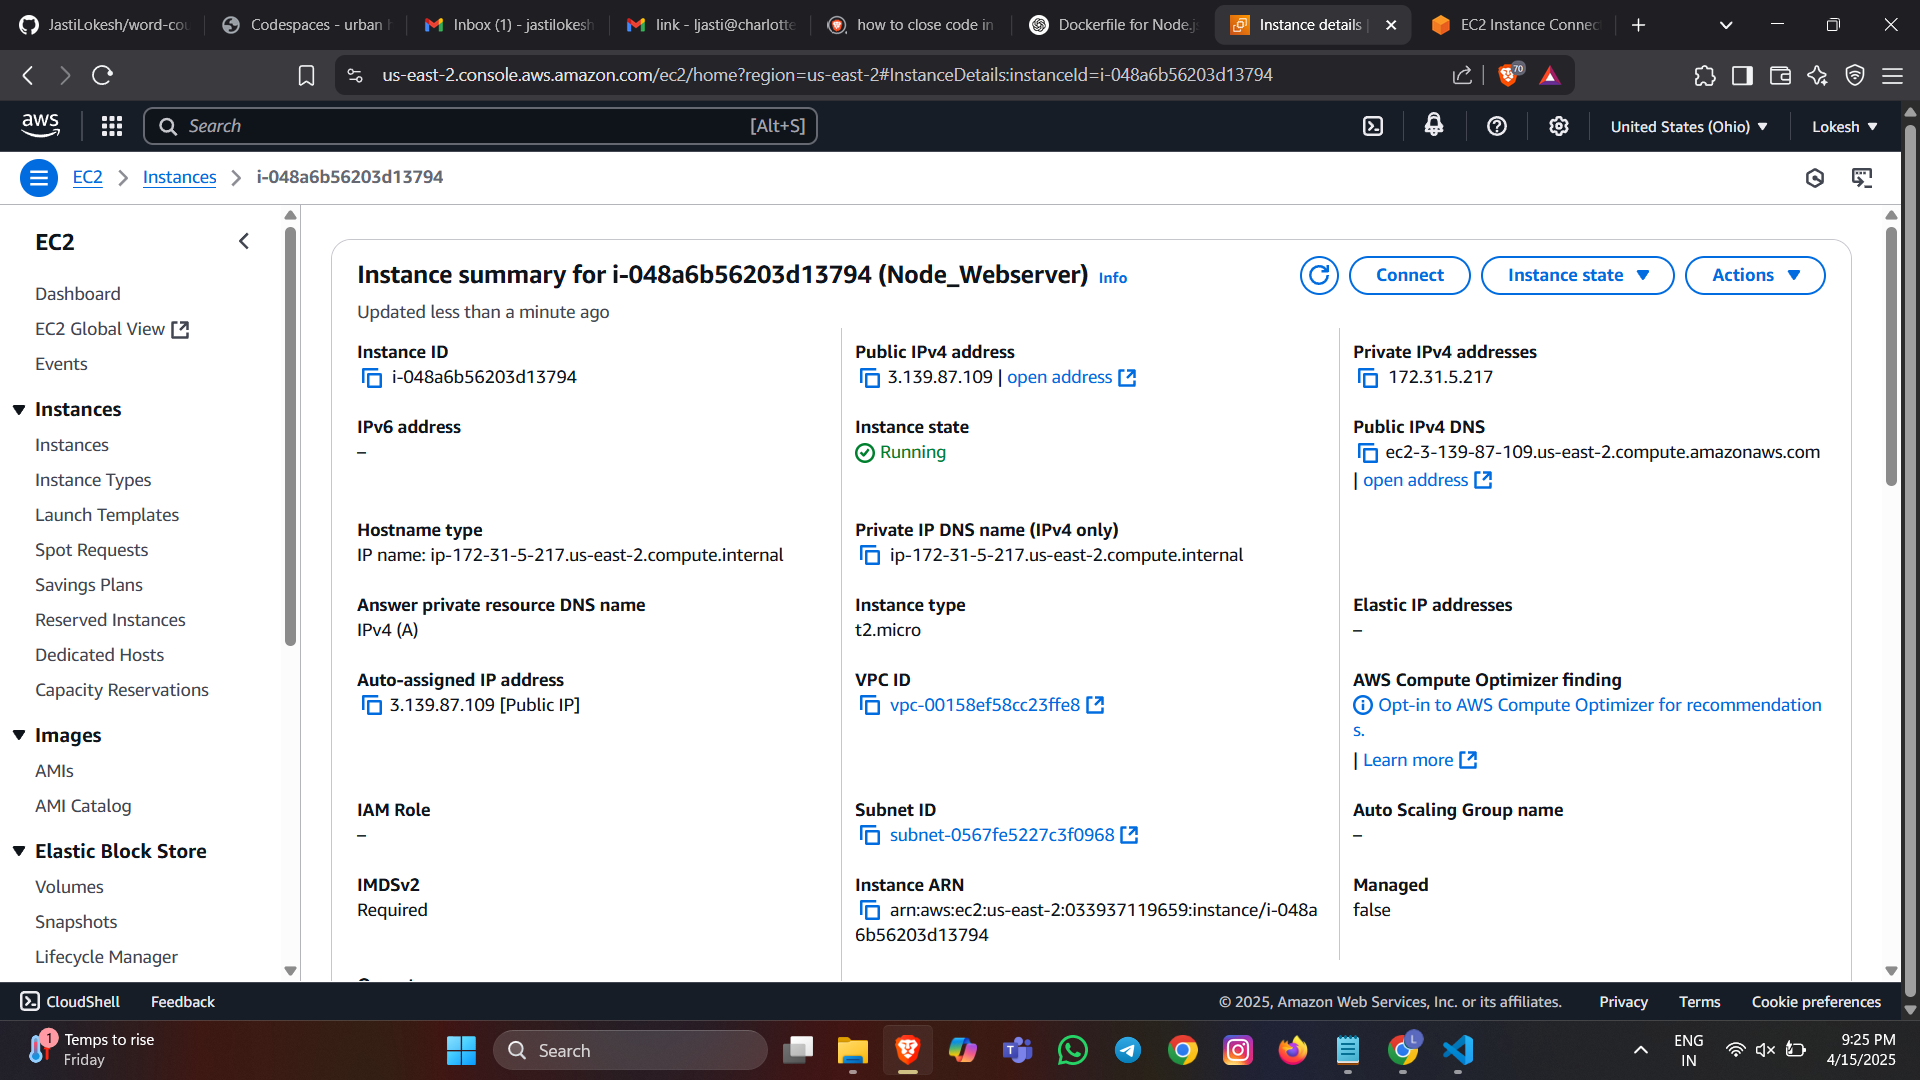 JastiLokesh/word-cou
Codespaces - urban h
Inbox (1) - jastilokesh
link - ljasti@charlotte
how to close code in
Dockerfile for Node.js
Instance details |
EC2 Instance Connec
us-east-2.console.aws.amazon.com/ec2/home?region=us-east-2#InstanceDetails:instanceId=i-048a6b56203d13794
70
aws
Search
[Alt+S]
United States (Ohio)
Lokesh
EC2
Instances
i-048a6b56203d13794
EC2
Dashboard
EC2 Global View
Events
Instances
Instances
Instance Types
Launch Templates
Spot Requests
Savings Plans
Reserved Instances
Dedicated Hosts
Capacity Reservations
Images
AMIs
AMI Catalog
Elastic Block Store
Volumes
Snapshots
Lifecycle Manager
Instance summary for i-048a6b56203d13794 (Node_Webserver) Info
Updated less than a minute ago
Connect
Instance state
Actions
Instance ID
i-048a6b56203d13794
Public IPv4 address
3.139.87.109 | open address
Private IPv4 addresses
172.31.5.217
IPv6 address
–
Instance state
Running
Public IPv4 DNS
ec2-3-139-87-109.us-east-2.compute.amazonaws.com
| open address
Hostname type
IP name: ip-172-31-5-217.us-east-2.compute.internal
Private IP DNS name (IPv4 only)
ip-172-31-5-217.us-east-2.compute.internal
Answer private resource DNS name
IPv4 (A)
Instance type
t2.micro
Elastic IP addresses
–
Auto-assigned IP address
3.139.87.109 [Public IP]
VPC ID
vpc-00158ef58cc23ffe8
AWS Compute Optimizer finding
Opt-in to AWS Compute Optimizer for recommendation
s.
| Learn more
IAM Role
–
Subnet ID
subnet-0567fe5227c3f0968
Auto Scaling Group name
–
IMDSv2
Required
Instance ARN
arn:aws:ec2:us-east-2:033937119659:instance/i-048a
6b56203d13794
Managed
false
CloudShell
Feedback
© 2025, Amazon Web Services, Inc. or its affiliates.
Privacy
Terms
Cookie preferences
1
Temps to rise
Friday
Search
L
ENG
IN
9:25 PM
4/15/2025